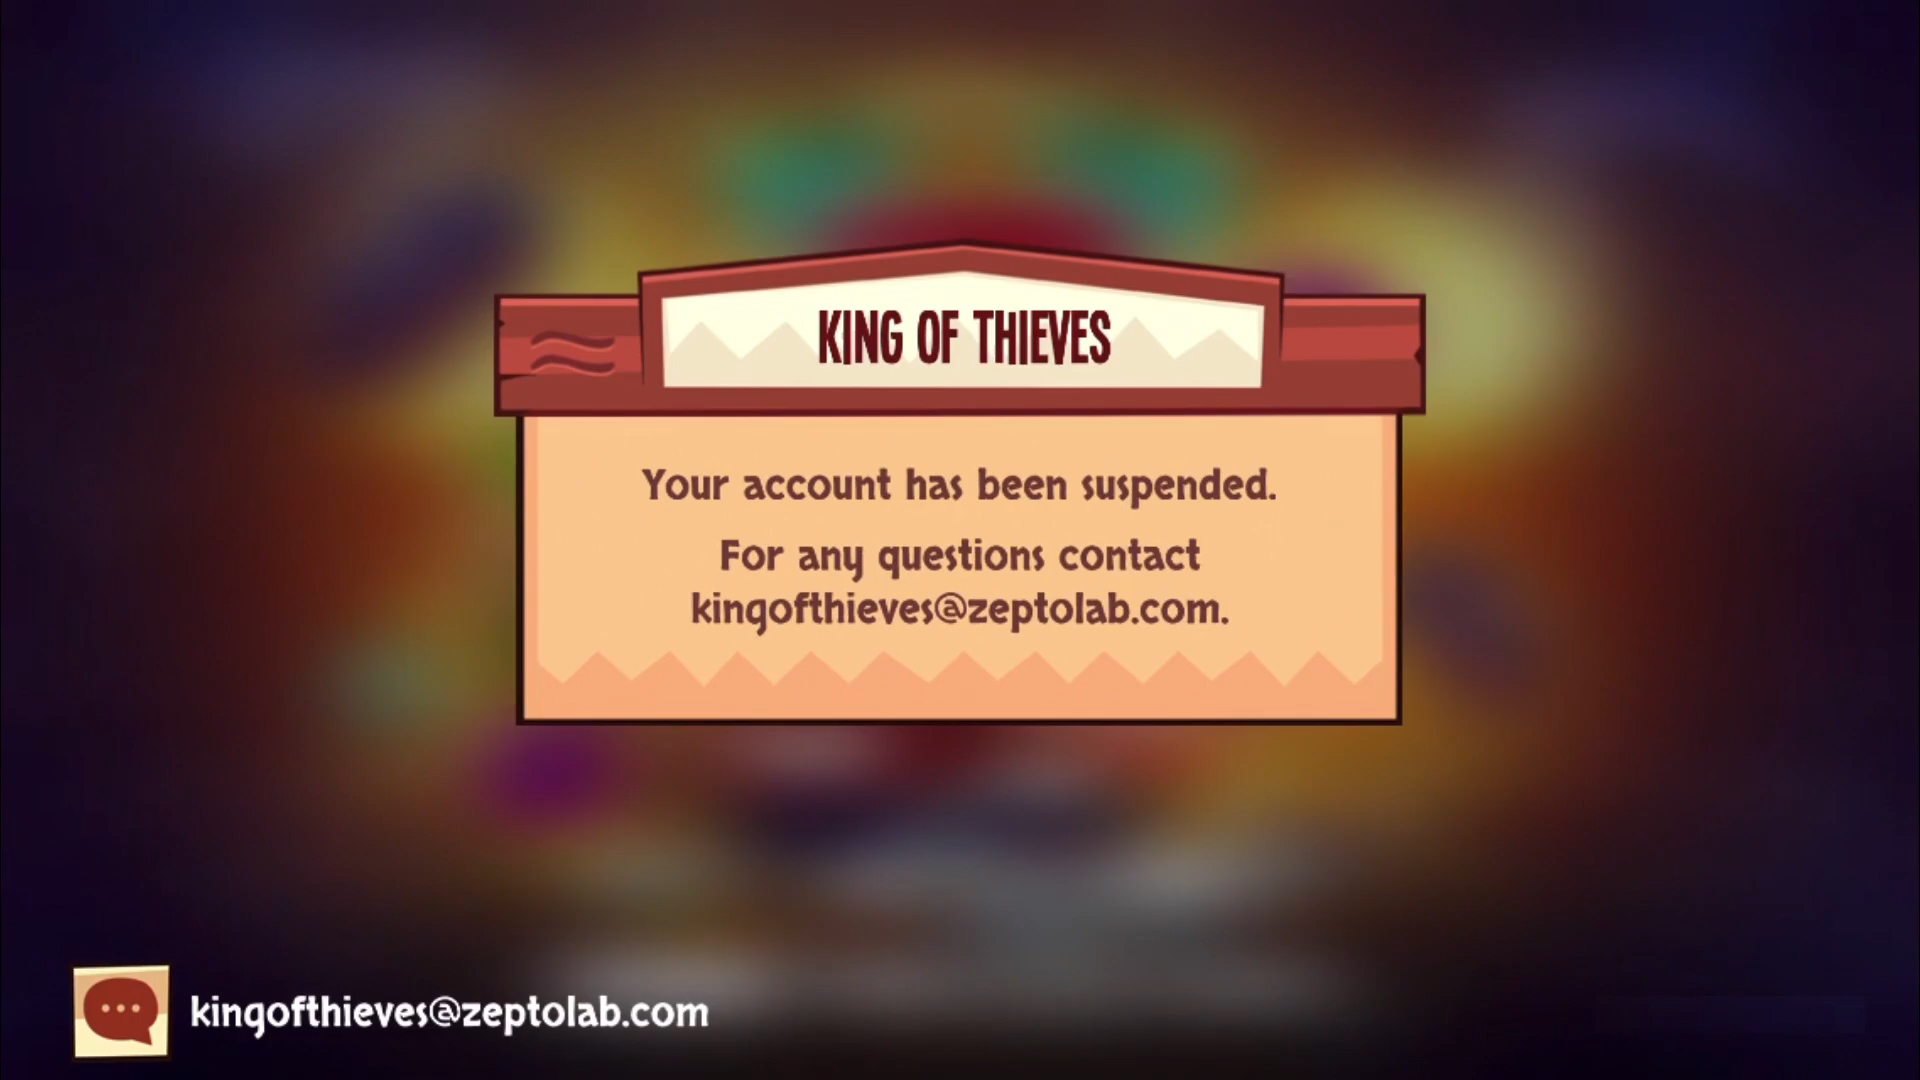 KING OF THIEVES
Your account has been suspended.
For any questions contact
kingofthieves@zeptolab.com.
kingofthieves@zeptolab.com